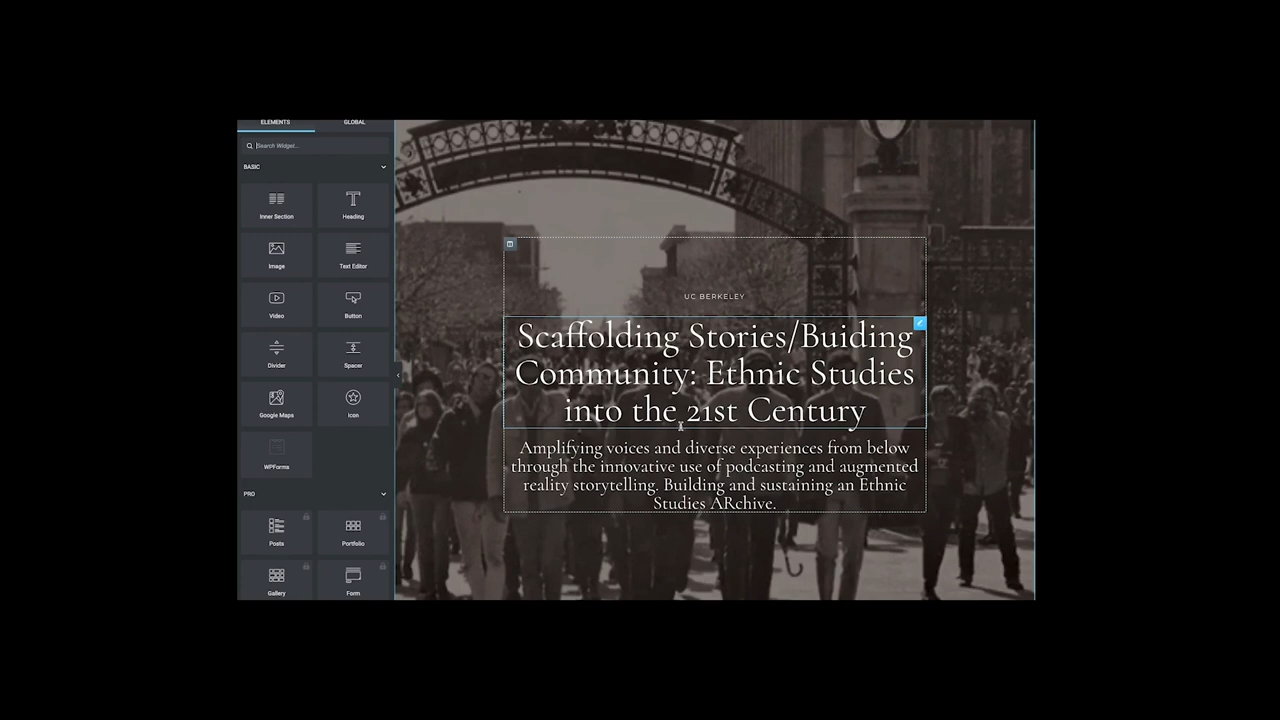 ELEMENTS
GLOBAL
Search Widget...
BASIC
Inner Section
Heading
Image
Text Editor
Video
Button
Divider
Spacer
Google Maps
Icon
WPForms
PRO
Posts
Portfolio
Gallery
Form
UC BERKELEY
Scaffolding Stories/Buiding
Community: Ethnic Studies
into the 21st Century
Amplifying voices and diverse experiences from below
through the innovative use of podcasting and augmented
reality storytelling. Building and sustaining an Ethnic
Studies ARchive.